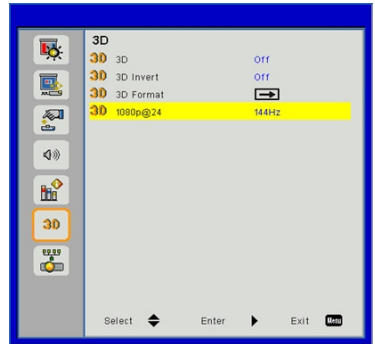 3D
3D 3D Off
3D 3D Invert Off
3D 3D Format
3D 1080p@24 144Hz
3D
Select Enter Exit Menu